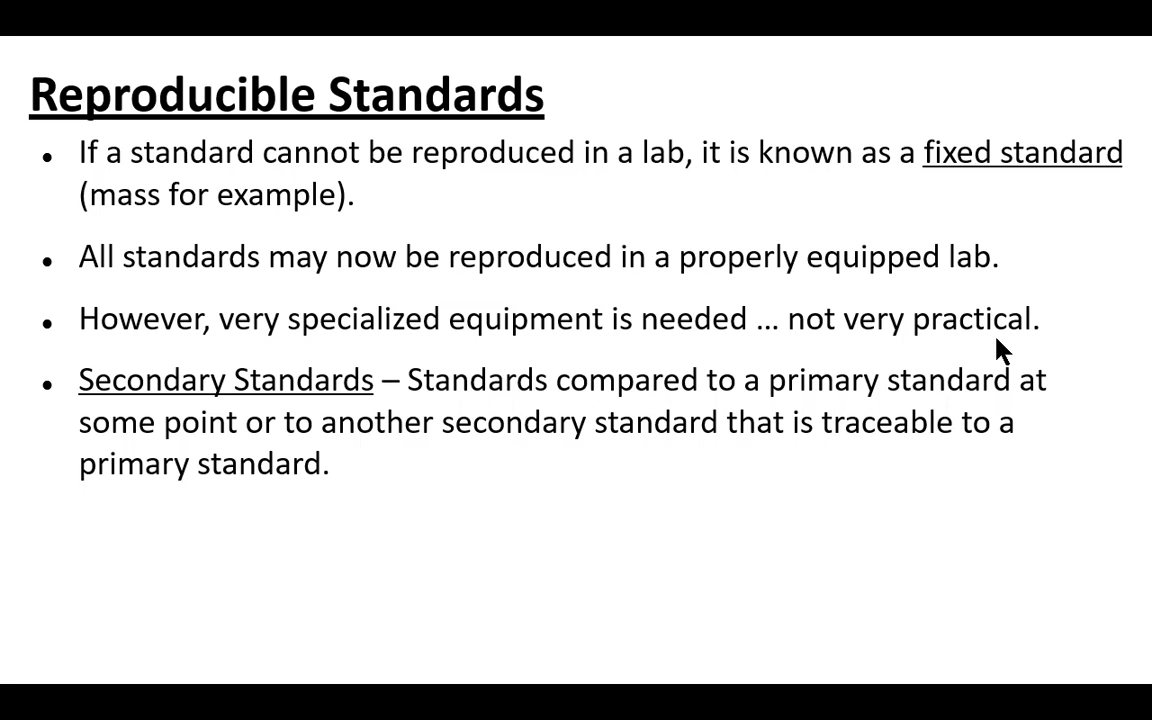 Reproducible Standards
• If a standard cannot be reproduced in a lab, it is known as a fixed standard
(mass for example).
• All standards may now be reproduced in a properly equipped lab.
• However, very specialized equipment is needed … not very practical.
• Secondary Standards – Standards compared to a primary standard at
some point or to another secondary standard that is traceable to a
primary standard.